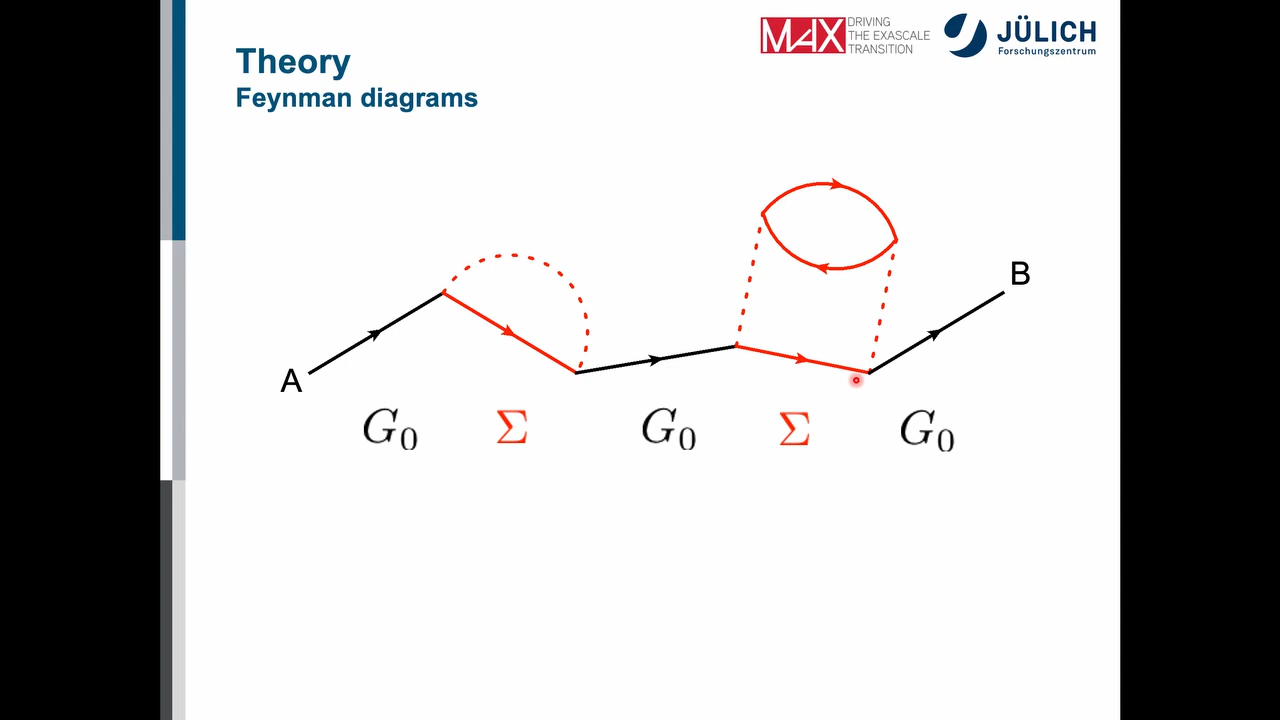 Theory
Feynman diagrams
MAX
DRIVING
THE EXASCALE
TRANSITION
JÜLICH
Forschungszentrum
A
B
G₀ Σ G₀ Σ G₀